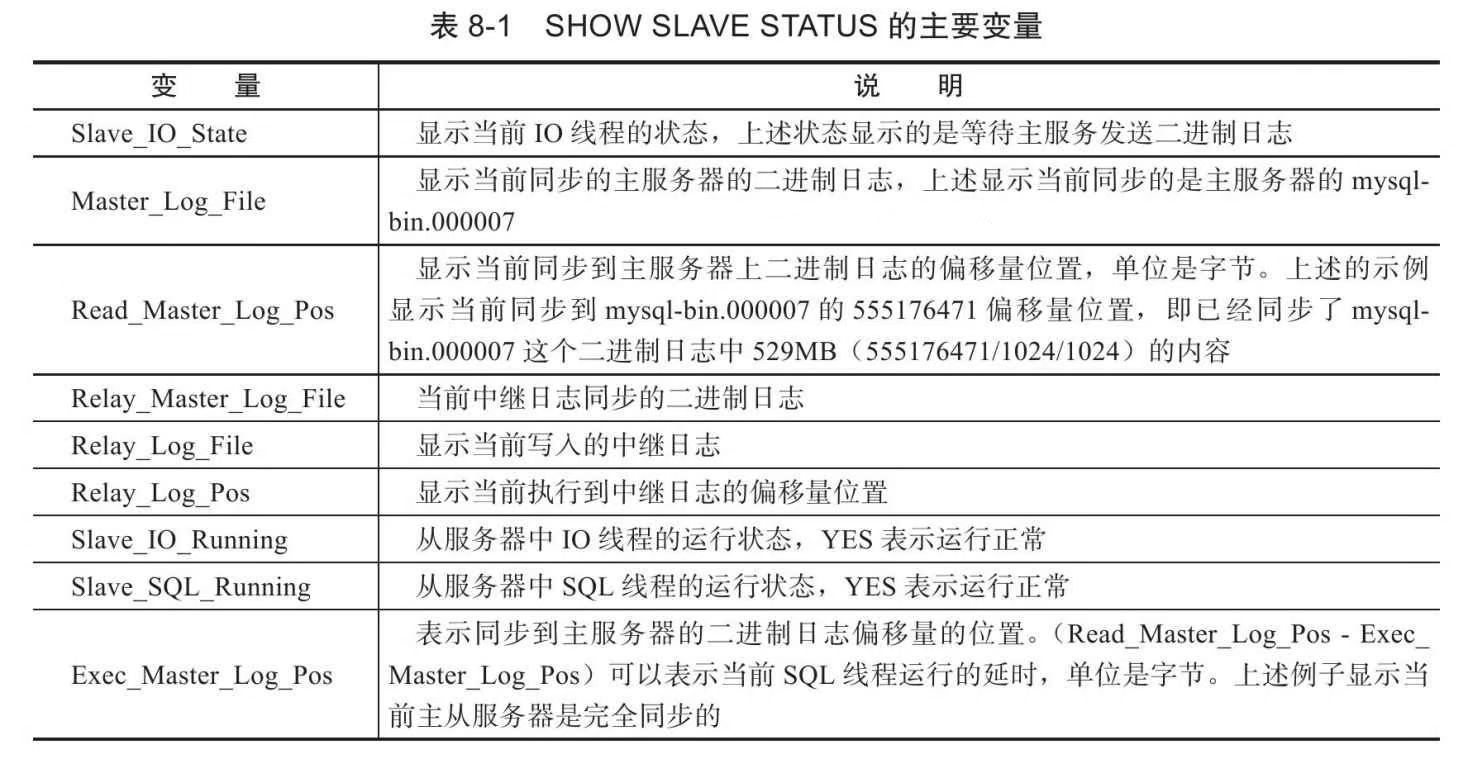 表 8-1 SHOW SLAVE STATUS 的主要变量
变 量 说 明
Slave_IO_State 显示当前 IO 线程的状态，上述状态显示的是等待主服务发送二进制日志
Master_Log_File 显示当前同步的主服务器的二进制日志，上述显示当前同步的是主服务器的 mysql-
bin.000007
Read_Master_Log_Pos 显示当前同步到主服务器上二进制日志的偏移量位置，单位是字节。上述的示例
显示当前同步到 mysql-bin.000007 的 555176471 偏移量位置，即已经同步了 mysql-
bin.000007 这个二进制日志中 529MB（555176471/1024/1024）的内容
Relay_Master_Log_File 当前中继日志同步的二进制日志
Relay_Log_File 显示当前写入的中继日志
Relay_Log_Pos 显示当前执行到中继日志的偏移量位置
Slave_IO_Running 从服务器中 IO 线程的运行状态，YES 表示运行正常
Slave_SQL_Running 从服务器中 SQL 线程的运行状态，YES 表示运行正常
Exec_Master_Log_Pos 表示同步到主服务器的二进制日志偏移量的位置。（Read_Master_Log_Pos - Exec_
Master_Log_Pos）可以表示当前 SQL 线程运行的延时，单位是字节。上述例子显示当
前主从服务器是完全同步的